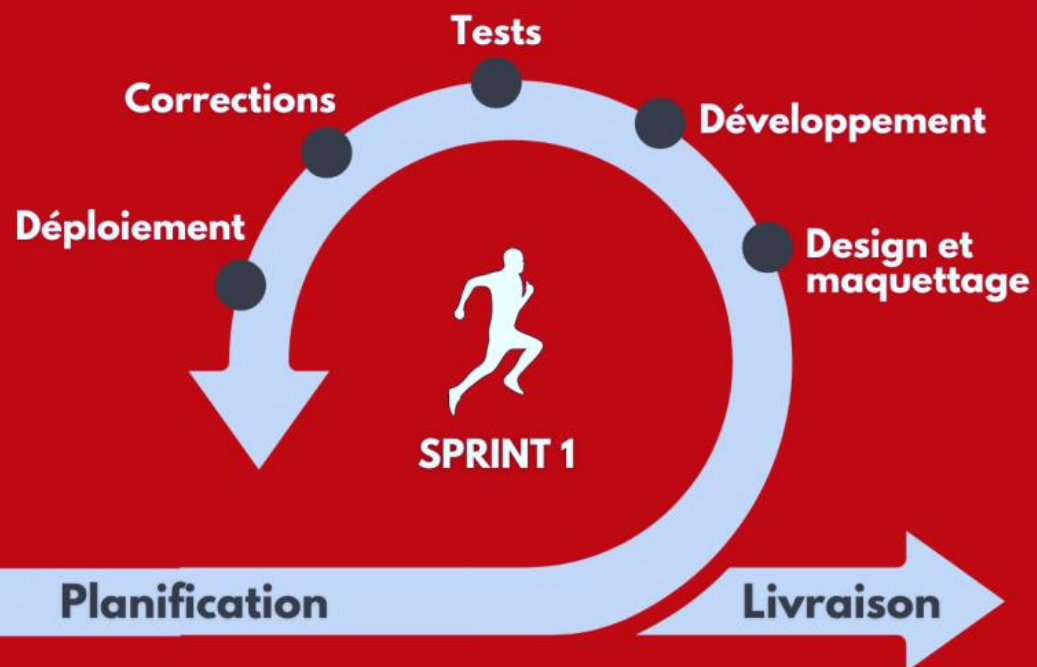 Tests
Corrections
Développement
Déploiement
Design et
maquettage
SPRINT 1
Planification
Livraison